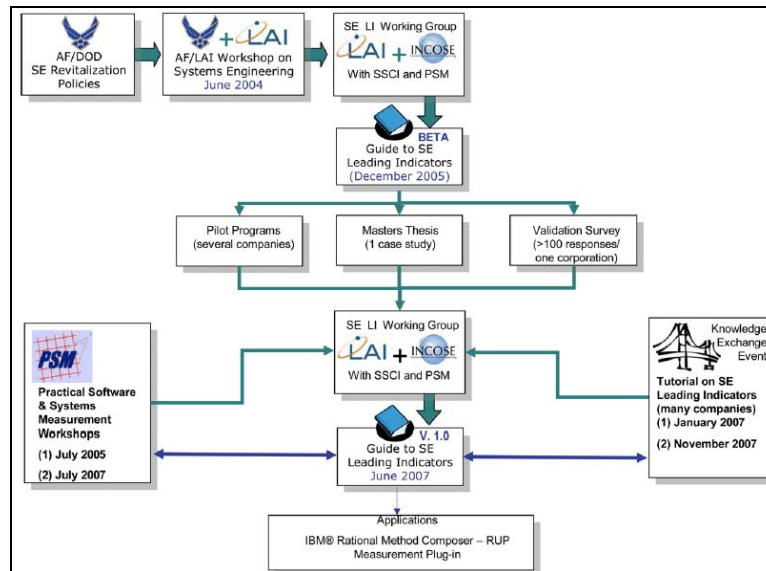 AF/DOD
SE Revitalization
Policies
+ LAI
AF/LAI Workshop on
Systems Engineering
June 2004
SE LI Working Group
LAI + INCOSE
With SSCI and PSM
BETA
Guide to SE
Leading Indicators
(December 2005)
Pilot Programs
(several companies)
Masters Thesis
(1 case study)
Validation Survey
(>100 responses/
one corporation)
PSM
Practical Software
& Systems
Measurement
Workshops
(1) July 2005
(2) July 2007
SE LI Working Group
LAI + INCOSE
With SSCI and PSM
Knowledge
Exchange
Event
Tutorial on SE
Leading Indicators
(many companies)
(1) January 2007
(2) November 2007
V. 1.0
Guide to SE
Leading Indicators
June 2007
Applications
IBM® Rational Method Composer – RUP
Measurement Plug-in